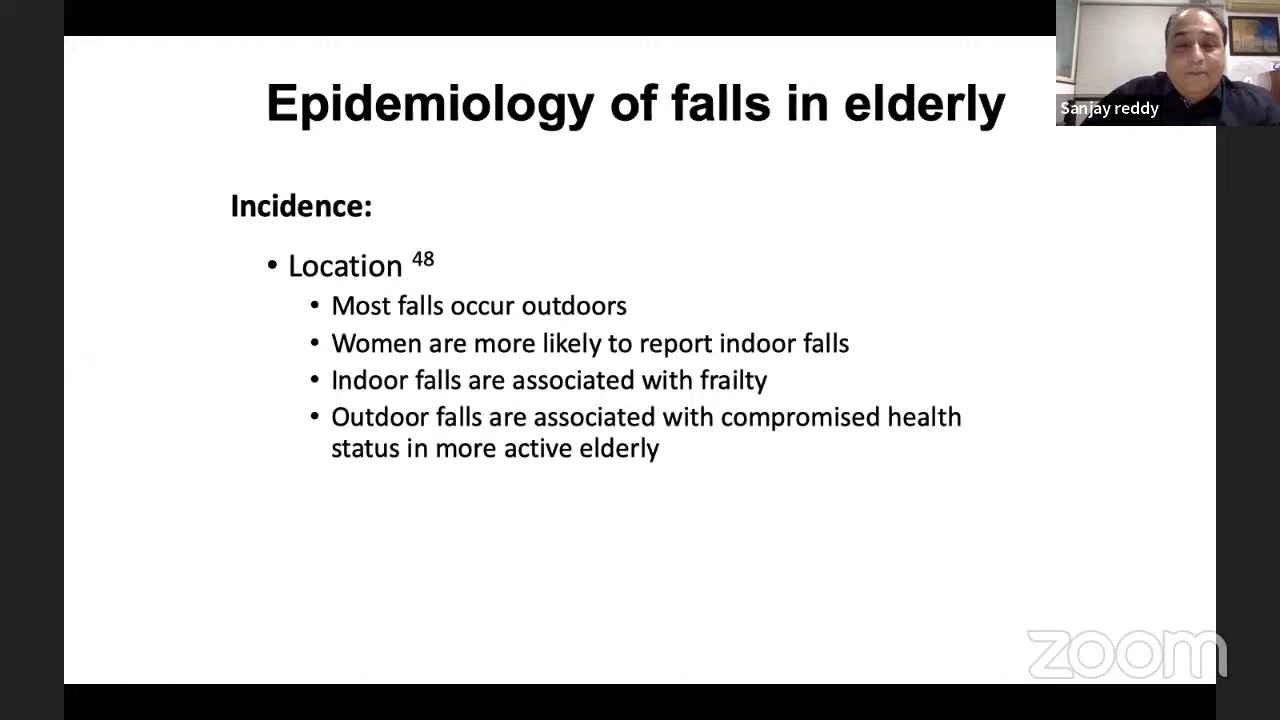 Epidemiology of falls in elderly
Sanjay reddy
Incidence:
• Location 48
• Most falls occur outdoors
• Women are more likely to report indoor falls
• Indoor falls are associated with frailty
• Outdoor falls are associated with compromised health
status in more active elderly
zoom